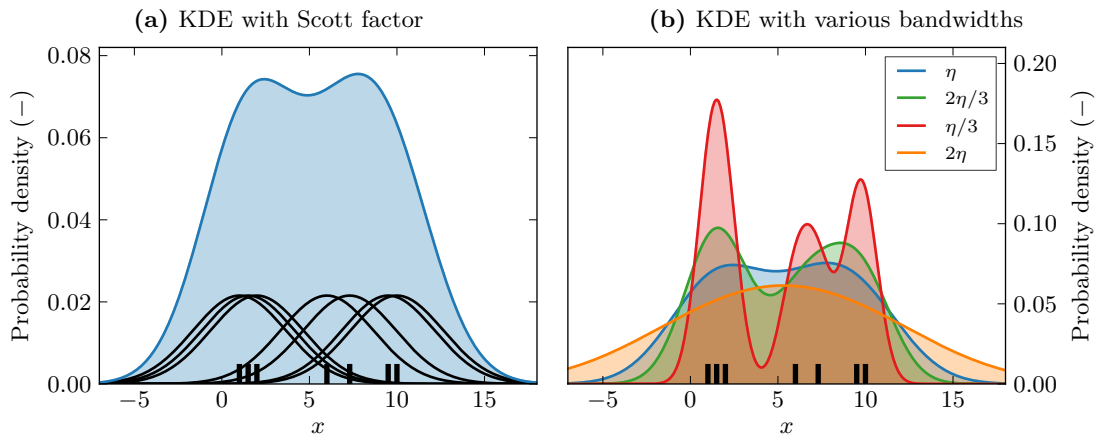 (a) KDE with Scott factor
Probability density (−)
0.08
0.06
0.04
0.02
0.00
−5 0 5 10 15
x
(b) KDE with various bandwidths
η
2η/3
η/3
2η
0.20
0.15
0.10
0.05
0.00
Probability density (−)
−5 0 5 10 15
x